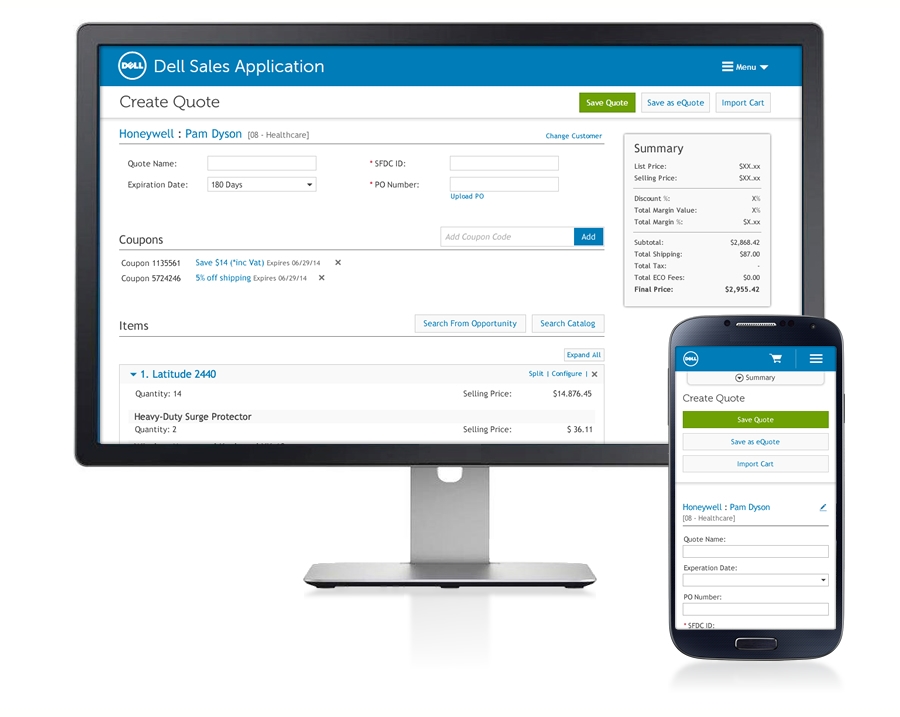 DELL Dell Sales Application Menu
Create Quote Save Quote Save as eQuote Import Cart
Honeywell : Pam Dyson [08 - Healthcare] Change Customer
Quote Name: * SFDC ID:
Expiration Date: 180 Days * PO Number:
Upload PO
Coupons Add Coupon Code Add
Coupon 1135561 Save $14 (*inc Vat) Expires 06/29/14 ×
Coupon 5724246 5% off shipping Expires 06/29/14 ×
Items Search From Opportunity Search Catalog
Expand All
1. Latitude 2440 Split | Configure | ×
Quantity: 14 Selling Price: $14.876.45
Heavy-Duty Surge Protector
Quantity: 2 Selling Price: $ 36.11
Summary
List Price: $XX.xx
Selling Price: $XX.xx
Discount %: X%
Total Margin Value: X%
Total Margin %: $X.xx
Subtotal: $2,868.42
Total Shipping: $87.00
Total Tax: -
Total ECO Fees: $0.00
Final Price: $2,955.42
DELL
Summary
Create Quote
Save Quote
Save as eQuote
Import Cart
Honeywell : Pam Dyson
[08 - Healthcare]
Quote Name:
Experation Date:
PO Number:
* SFDC ID: